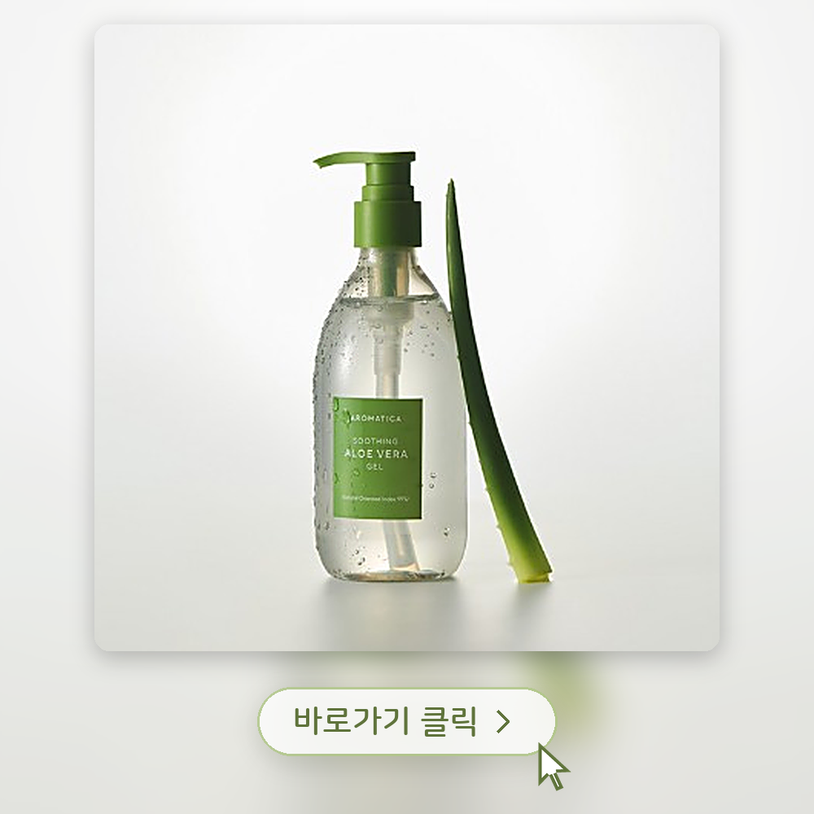 AROMATICA
SOOTHING
ALOE VERA
GEL
바로가기 클릭 >